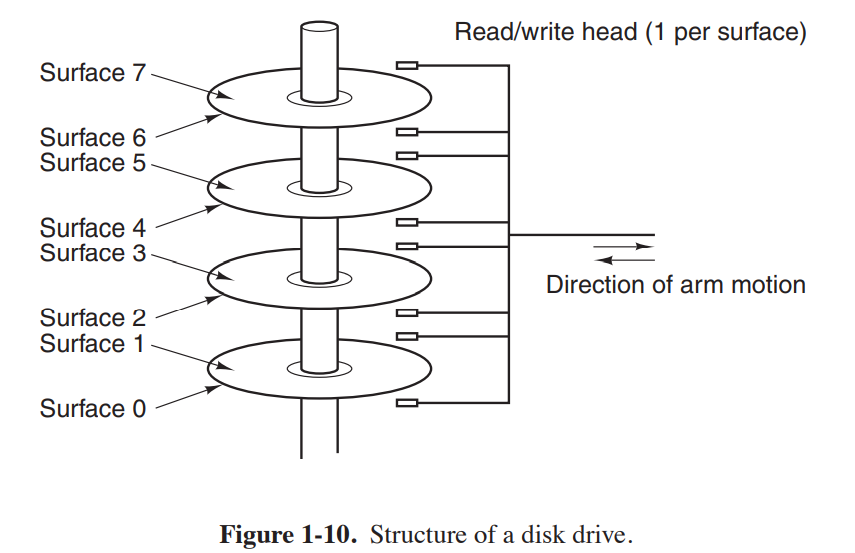 Read/write head (1 per surface)
Surface 7
Surface 6
Surface 5
Surface 4
Surface 3
Direction of arm motion
Surface 2
Surface 1
Surface 0
Figure 1-10. Structure of a disk drive.